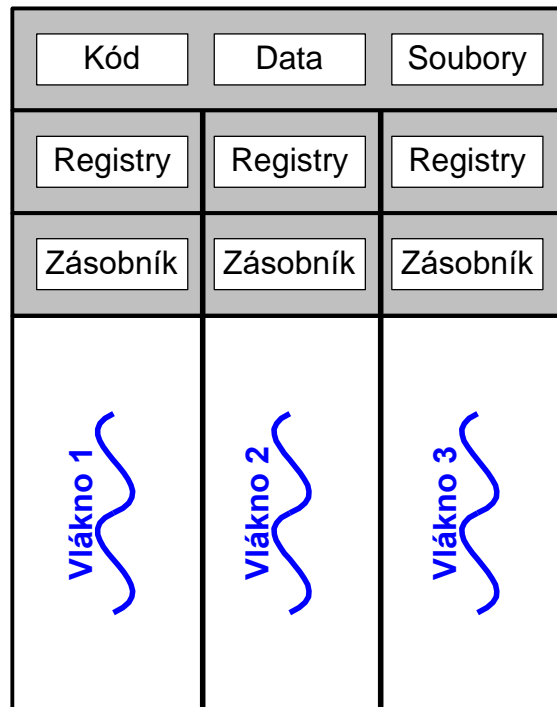 Kód Data Soubory
Registry Registry Registry
Zásobník Zásobník Zásobník
Vlákno 1
Vlákno 2
Vlákno 3